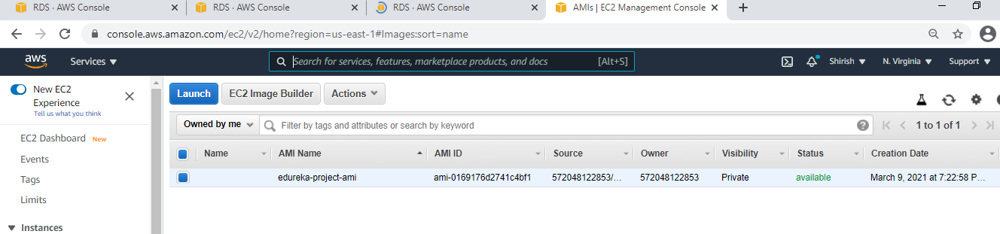 RDS · AWS Console
RDS · AWS Console
RDS · AWS Console
AMIs | EC2 Management Console
console.aws.amazon.com/ec2/v2/home?region=us-east-1#Images:sort=name
aws Services Search for services, features, marketplace products, and docs [Alt+S] Shirish N. Virginia Support
New EC2
Experience
Tell us what you think
Launch EC2 Image Builder Actions
Owned by me Filter by tags and attributes or search by keyword 1 to 1 of 1
EC2 Dashboard New
Events
Tags
Limits
Instances
Name AMI Name AMI ID Source Owner Visibility Status Creation Date
edureka-project-ami ami-0169176d2741c4bf1 572048122853/... 572048122853 Private available March 9, 2021 at 7:22:58 P...